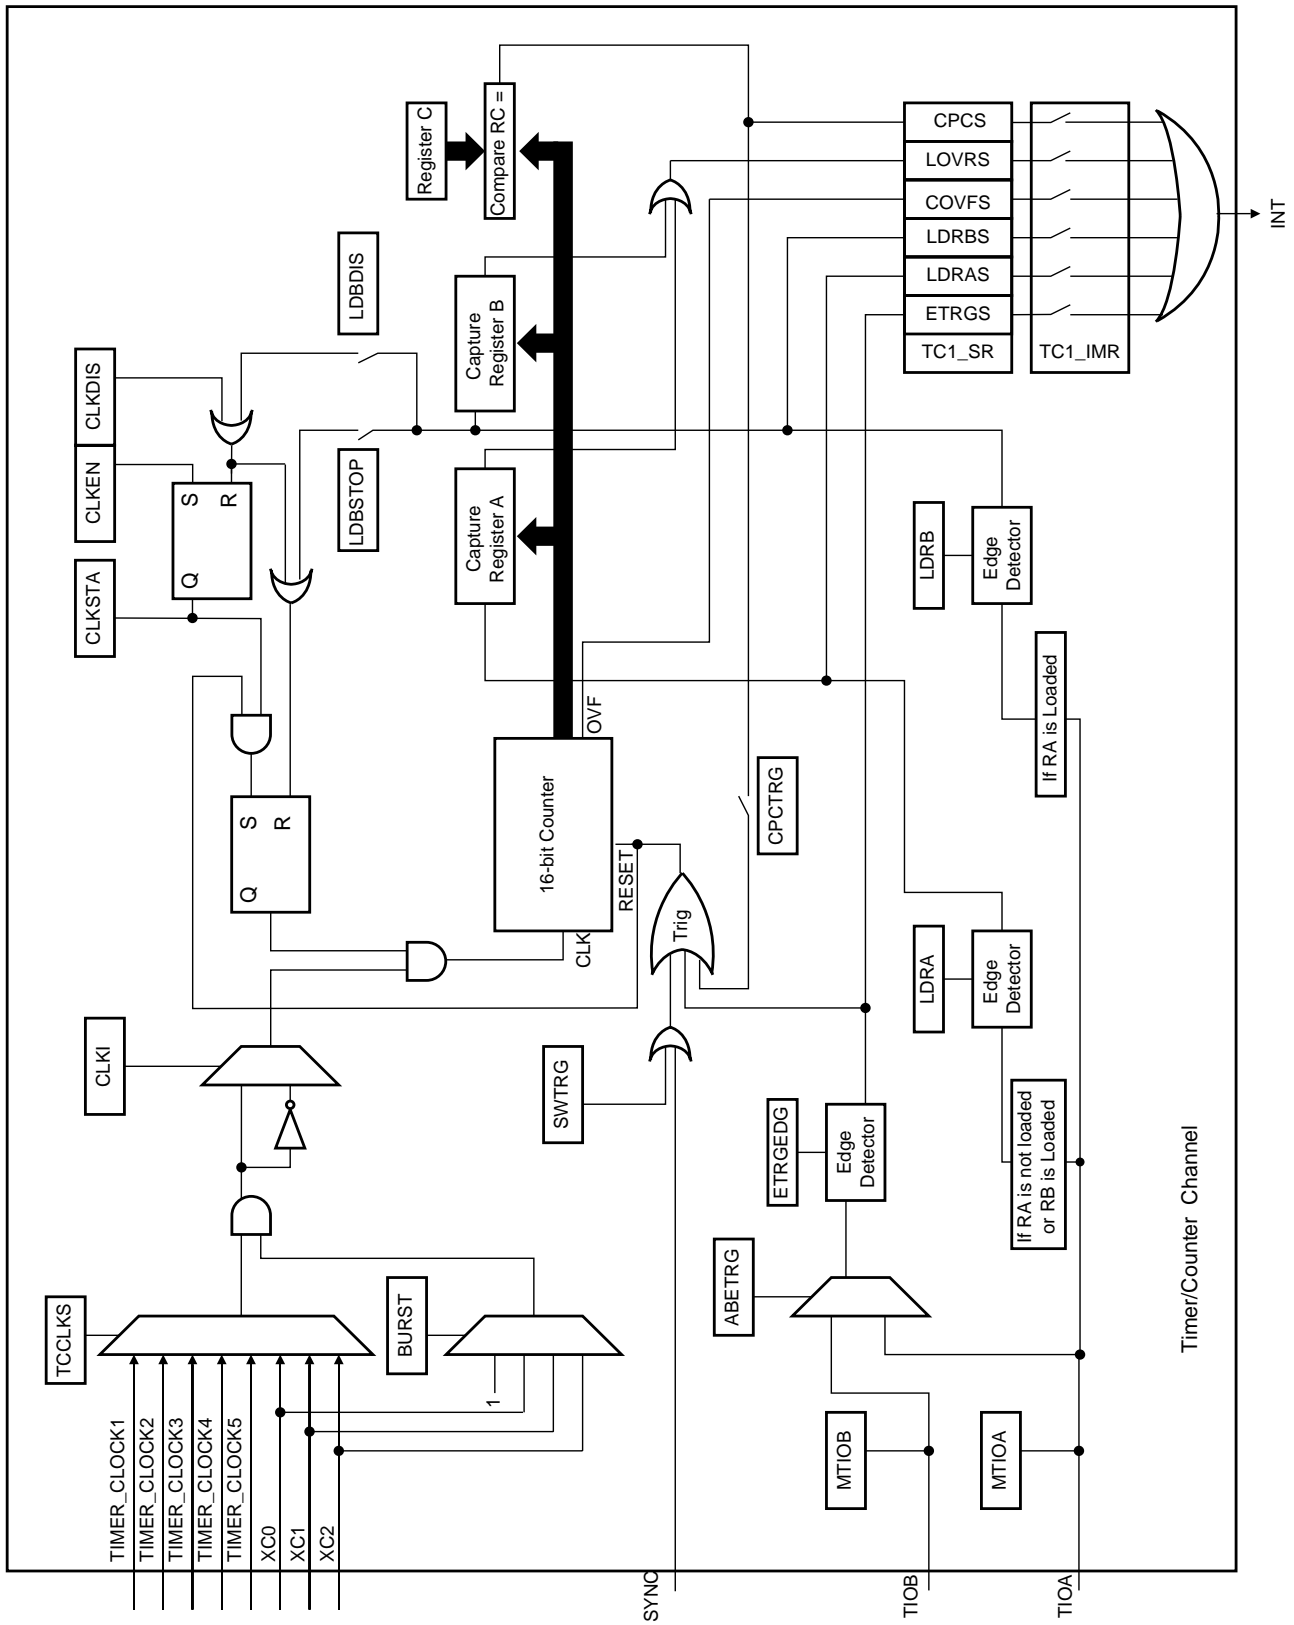 TCCLKS
TIMER_CLOCK1
TIMER_CLOCK2
TIMER_CLOCK3
TIMER_CLOCK4
TIMER_CLOCK5
XC0
XC1
XC2
CLKI
CLKSTA
CLKEN
CLKDIS
Q
S
R
Q
S
R
LDBSTOP
LDBDIS
BURST
1
Register C
Capture
Register A
Capture
Register B
Compare RC =
16-bit Counter
CLK
OVF
RESET
SWTRG
SYNC
Trig
CPCTRG
ABETRG
ETRGEDG
Edge
Detector
MTIOB
TIOB
MTIOA
TIOA
LDRA
Edge
Detector
If RA is not loaded
or RB is Loaded
LDRB
Edge
Detector
If RA is Loaded
CPCS
LOVRS
COVFS
LDRBS
LDRAS
ETRGS
TC1_SR
TC1_IMR
INT
Timer/Counter Channel